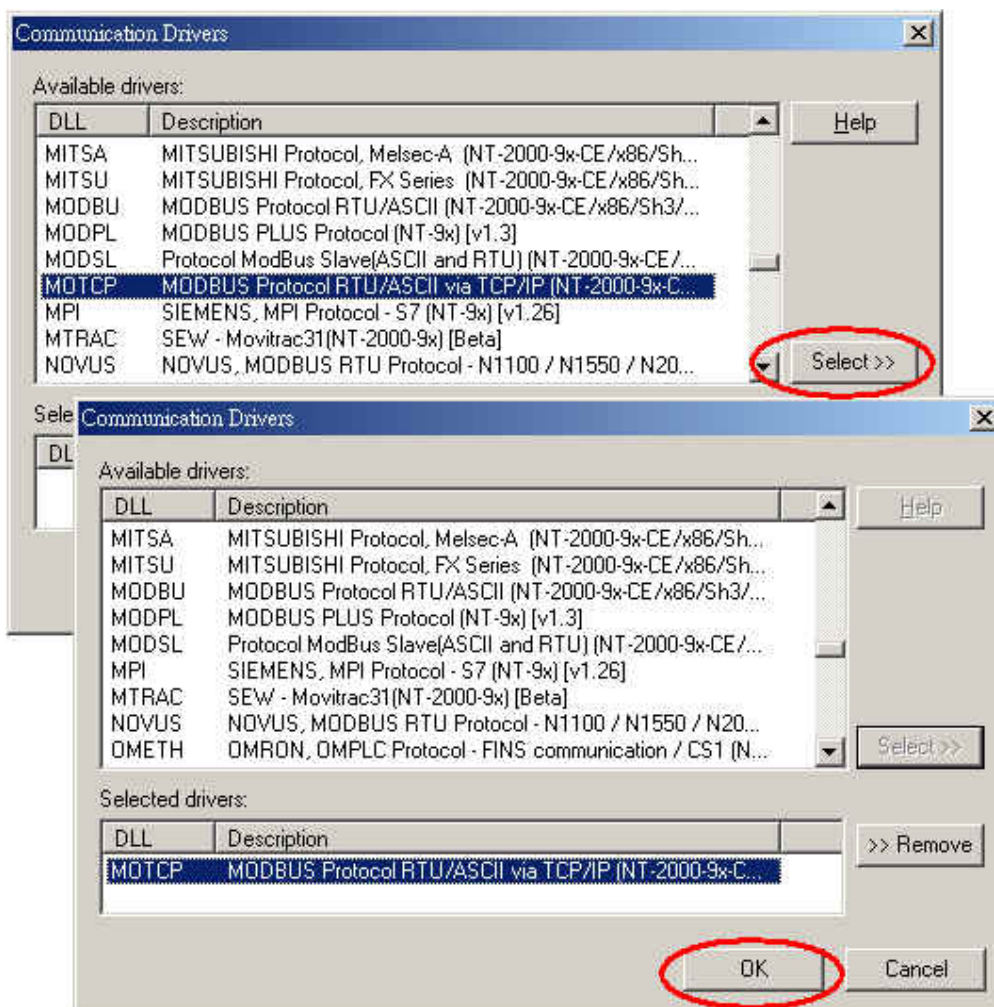 Communication Drivers
Available drivers:
DLL Description
Help
MITSA MITSUBISHI Protocol, Melsec-A (NT-2000-9x-CE/x86/Sh...
MITSU MITSUBISHI Protocol, FX Series (NT-2000-9x-CE/x86/Sh...
MODBU MODBUS Protocol RTU/ASCII (NT-2000-9x-CE/x86/Sh3/...
MODPL MODBUS PLUS Protocol (NT-9x) [v1.3]
MODSL Protocol ModBus Slave(ASCII and RTU) (NT-2000-9x-CE/...
MOTCP MODBUS Protocol RTU/ASCII via TCP/IP (NT-2000-9x-C...
MPI SIEMENS, MPI Protocol - S7 (NT-9x) [v1.26]
MTRAC SEW - Movitrac31(NT-2000-9x) [Beta]
NOVUS NOVUS, MODBUS RTU Protocol - N1100 / N1550 / N20...
Select >>
Sele
DL
Communication Drivers
Available drivers:
DLL Description
Help
MITSA MITSUBISHI Protocol, Melsec-A (NT-2000-9x-CE/x86/Sh...
MITSU MITSUBISHI Protocol, FX Series (NT-2000-9x-CE/x86/Sh...
MODBU MODBUS Protocol RTU/ASCII (NT-2000-9x-CE/x86/Sh3/...
MODPL MODBUS PLUS Protocol (NT-9x) [v1.3]
MODSL Protocol ModBus Slave(ASCII and RTU) (NT-2000-9x-CE/...
MPI SIEMENS, MPI Protocol - S7 (NT-9x) [v1.26]
MTRAC SEW - Movitrac31(NT-2000-9x) [Beta]
NOVUS NOVUS, MODBUS RTU Protocol - N1100 / N1550 / N20...
OMETH OMRON, OMPLC Protocol - FINS communication / CS1 (N...
Select >>
Selected drivers:
DLL Description
>> Remove
MOTCP MODBUS Protocol RTU/ASCII via TCP/IP (NT-2000-9x-C...
OK
Cancel